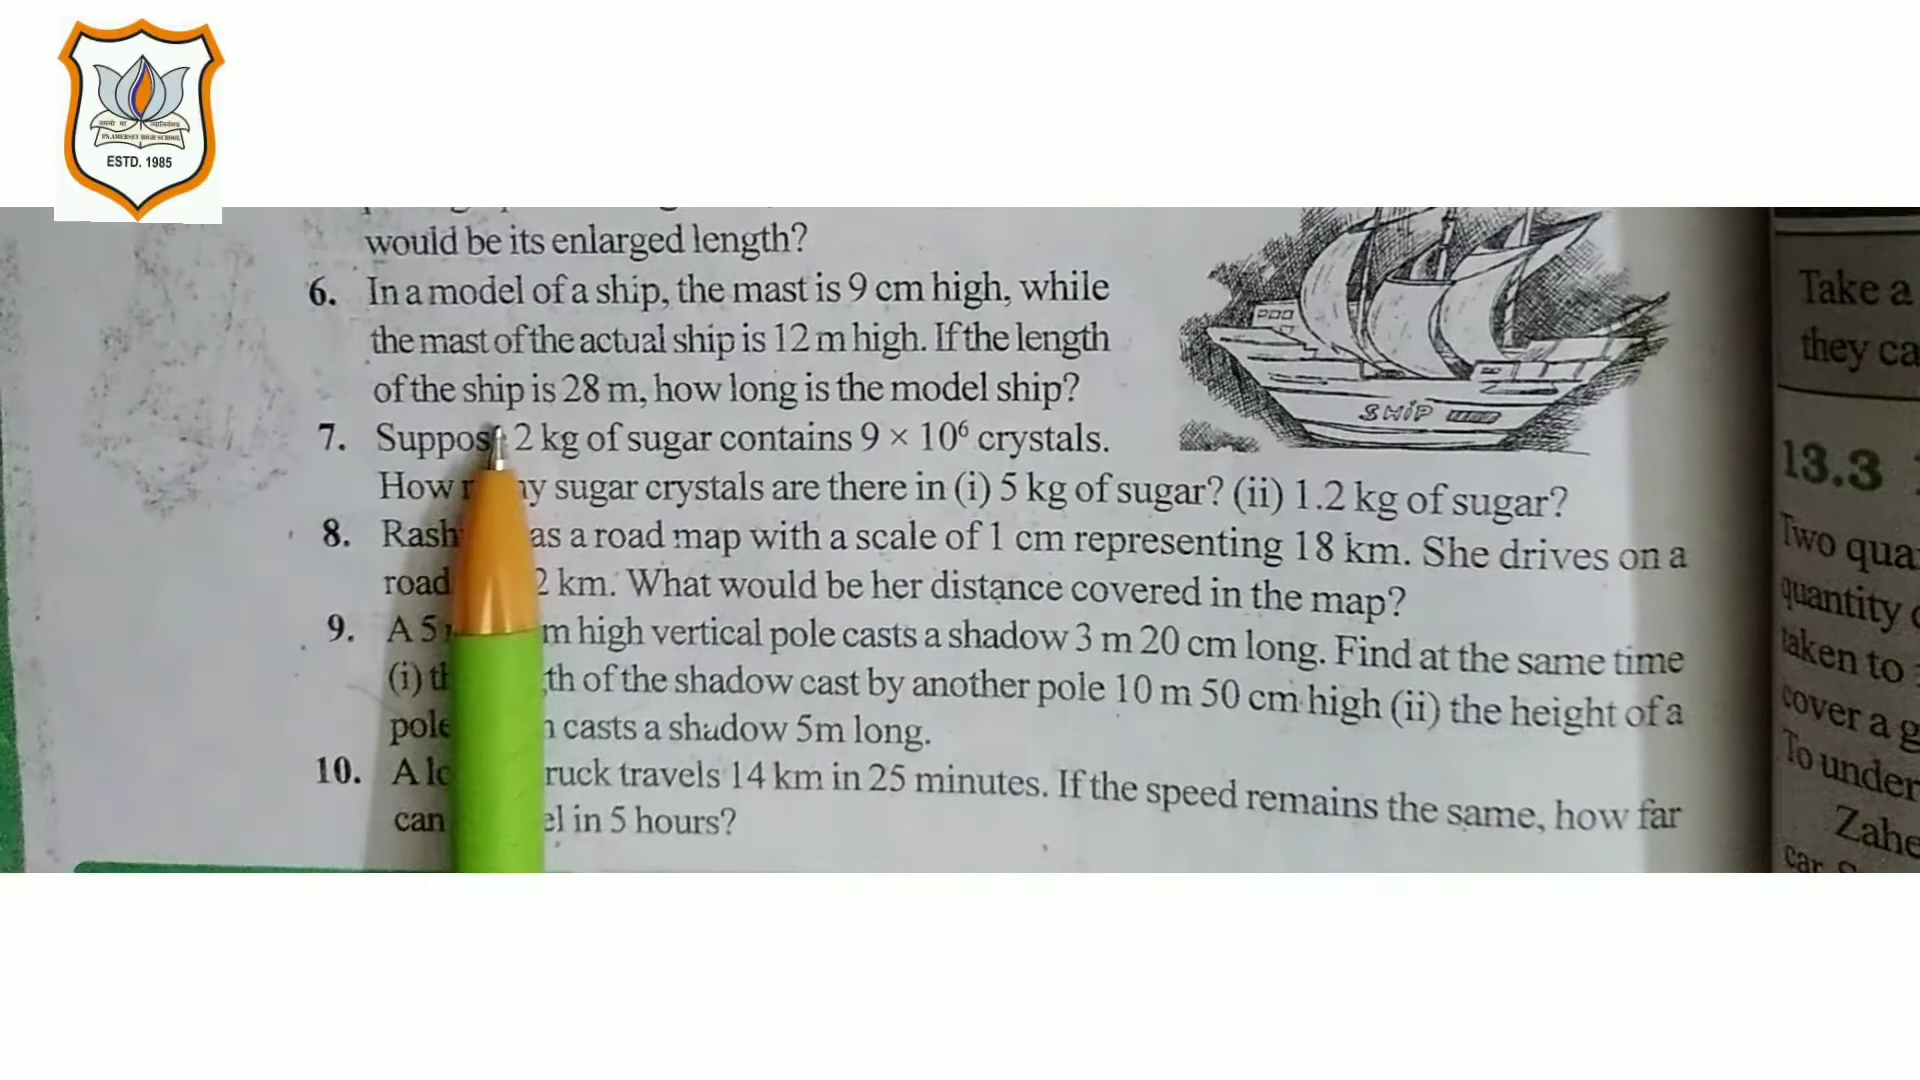 ESTD. 1985
would be its enlarged length?
6. In a model of a ship, the mast is 9 cm high, while
the mast of the actual ship is 12 m high. If the length
of the ship is 28 m, how long is the model ship?
7. 2 kg of sugar contains 9 × 10⁶ crystals.
How sugar crystals are there in (i) 5 kg of sugar? (ii) 1.2 kg of sugar?
8. a road map with a scale of 1 cm representing 18 km. She drives on a
road km. What would be her distance covered in the map?
9. A 5 m high vertical pole casts a shadow 3 m 20 cm long. Find at the same time
(i) of the shadow cast by another pole 10 m 50 cm high (ii) the height of a
pole casts a shadow 5m long.
10. A travels 14 km in 25 minutes. If the speed remains the same, how far
can in 5 hours?
SHIP
Take a
they ca
13.3
Two qua
quantity
taken to
cover a g
To under
Zahe
car